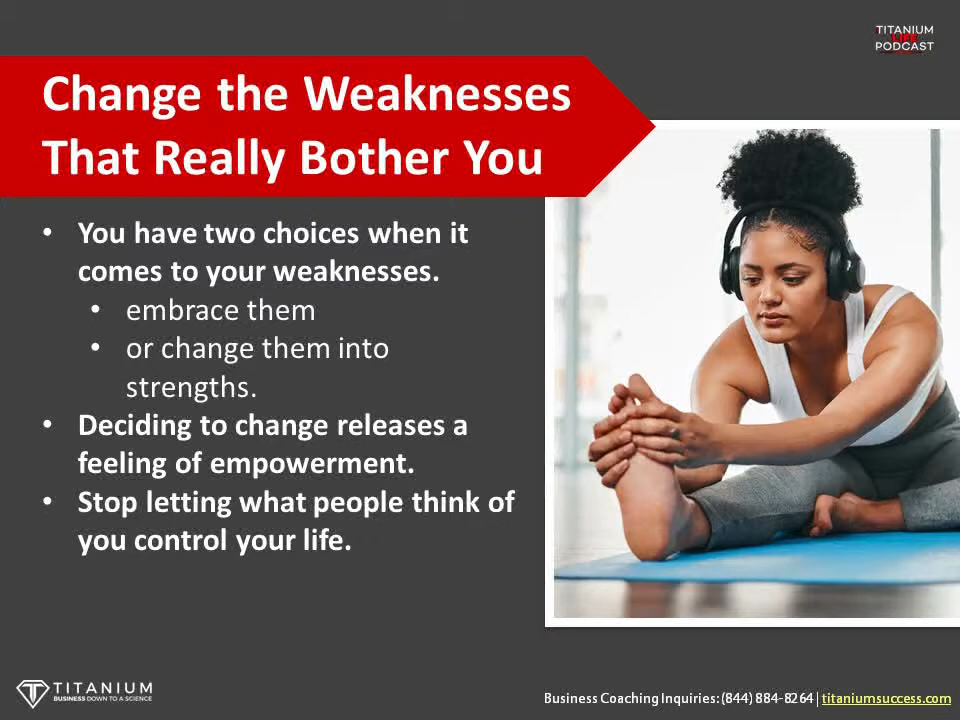 TITANIUM
LIFE
PODCAST
Change the Weaknesses
That Really Bother You
• You have two choices when it
comes to your weaknesses.
• embrace them
• or change them into
strengths.
• Deciding to change releases a
feeling of empowerment.
• Stop letting what people think of
you control your life.
TITANIUM
BUSINESS DOWN TO A SCIENCE
Business Coaching Inquiries: (844) 884-8264 | titaniumsuccess.com